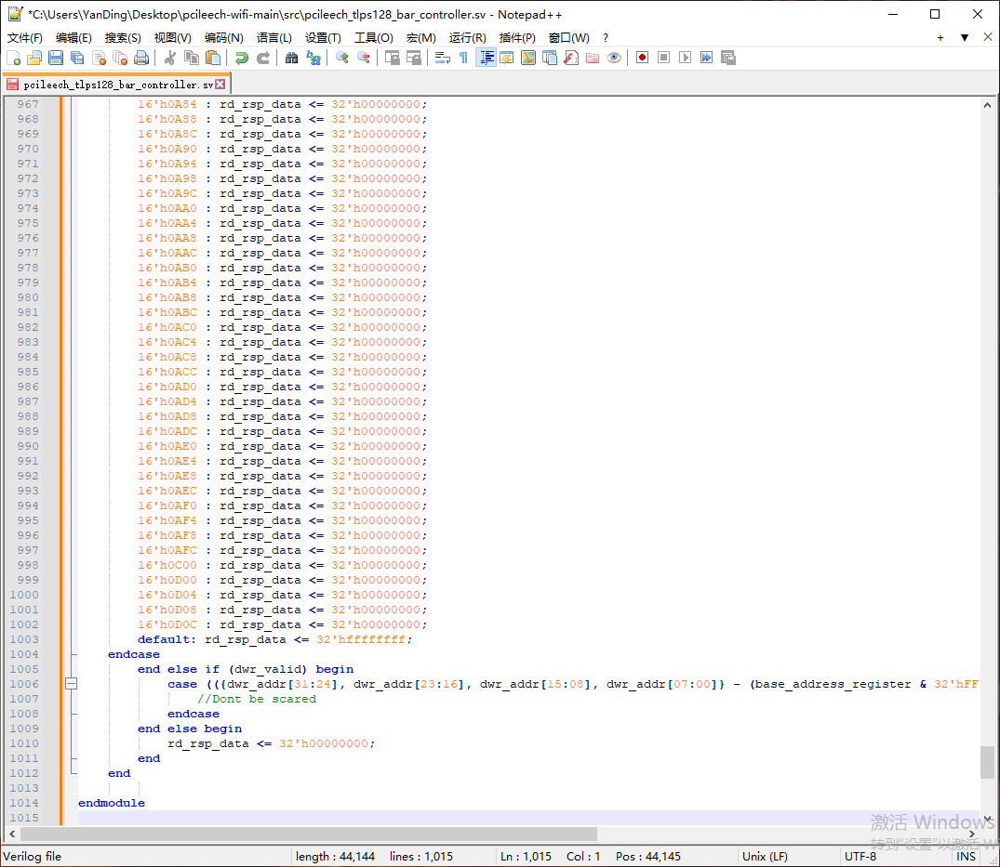 *C:\Users\YanDing\Desktop\pcileech-wifi-main\src\pcileech_tlps128_bar_controller.sv - Notepad++
文件(F) 编辑(E) 搜索(S) 视图(V) 编码(N) 语言(L) 设置(T) 工具(O) 宏(M) 运行(R) 插件(P) 窗口(W) ?
pcileech_tlps128_bar_controller.sv
967 16'h0A84 : rd_rsp_data <= 32'h00000000;
968 16'h0A88 : rd_rsp_data <= 32'h00000000;
969 16'h0A8C : rd_rsp_data <= 32'h00000000;
970 16'h0A90 : rd_rsp_data <= 32'h00000000;
971 16'h0A94 : rd_rsp_data <= 32'h00000000;
972 16'h0A98 : rd_rsp_data <= 32'h00000000;
973 16'h0A9C : rd_rsp_data <= 32'h00000000;
974 16'h0AA0 : rd_rsp_data <= 32'h00000000;
975 16'h0AA4 : rd_rsp_data <= 32'h00000000;
976 16'h0AA8 : rd_rsp_data <= 32'h00000000;
977 16'h0AAC : rd_rsp_data <= 32'h00000000;
978 16'h0AB0 : rd_rsp_data <= 32'h00000000;
979 16'h0AB4 : rd_rsp_data <= 32'h00000000;
980 16'h0AB8 : rd_rsp_data <= 32'h00000000;
981 16'h0ABC : rd_rsp_data <= 32'h00000000;
982 16'h0AC0 : rd_rsp_data <= 32'h00000000;
983 16'h0AC4 : rd_rsp_data <= 32'h00000000;
984 16'h0AC8 : rd_rsp_data <= 32'h00000000;
985 16'h0ACC : rd_rsp_data <= 32'h00000000;
986 16'h0AD0 : rd_rsp_data <= 32'h00000000;
987 16'h0AD4 : rd_rsp_data <= 32'h00000000;
988 16'h0AD8 : rd_rsp_data <= 32'h00000000;
989 16'h0ADC : rd_rsp_data <= 32'h00000000;
990 16'h0AE0 : rd_rsp_data <= 32'h00000000;
991 16'h0AE4 : rd_rsp_data <= 32'h00000000;
992 16'h0AE8 : rd_rsp_data <= 32'h00000000;
993 16'h0AEC : rd_rsp_data <= 32'h00000000;
994 16'h0AF0 : rd_rsp_data <= 32'h00000000;
995 16'h0AF4 : rd_rsp_data <= 32'h00000000;
996 16'h0AF8 : rd_rsp_data <= 32'h00000000;
997 16'h0AFC : rd_rsp_data <= 32'h00000000;
998 16'h0C00 : rd_rsp_data <= 32'h00000000;
999 16'h0D00 : rd_rsp_data <= 32'h00000000;
1000 16'h0D04 : rd_rsp_data <= 32'h00000000;
1001 16'h0D08 : rd_rsp_data <= 32'h00000000;
1002 16'h0D0C : rd_rsp_data <= 32'h00000000;
1003 default: rd_rsp_data <= 32'hffffffff;
1004 endcase
1005 end else if (dwr_valid) begin
1006 case (({dwr_addr[31:24], dwr_addr[23:16], dwr_addr[15:08], dwr_addr[07:00]} - (base_address_register & 32'hFF
1007 //Dont be scared
1008 endcase
1009 end else begin
1010 rd_rsp_data <= 32'h00000000;
1011 end
1012 end
1013
1014 endmodule
1015
激活 Windows
转到"设置"以激活 W
Verilog file length : 44,144 lines : 1,015 Ln : 1,015 Col : 1 Pos : 44,145 Unix (LF) UTF-8 INS